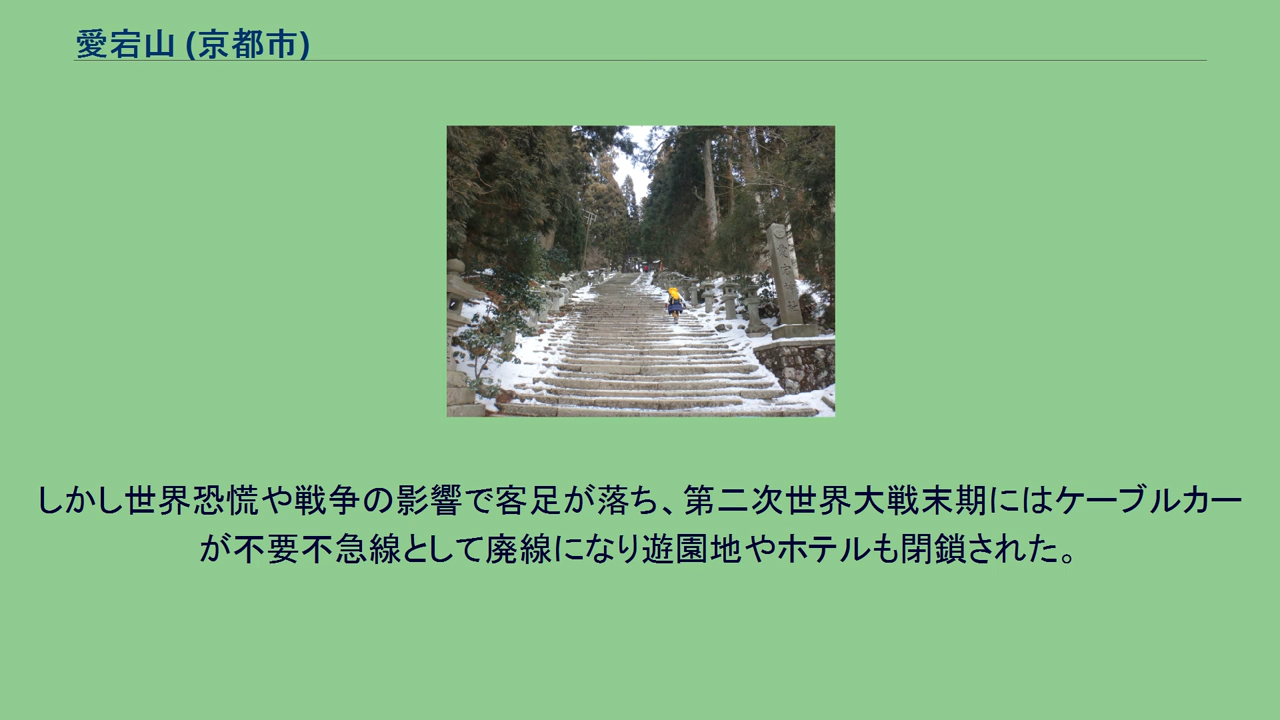 愛宕山 (京都市)
しかし世界恐慌や戦争の影響で客足が落ち、第二次世界大戦末期にはケーブルカー
が不要不急線として廃線になり遊園地やホテルも閉鎖された。